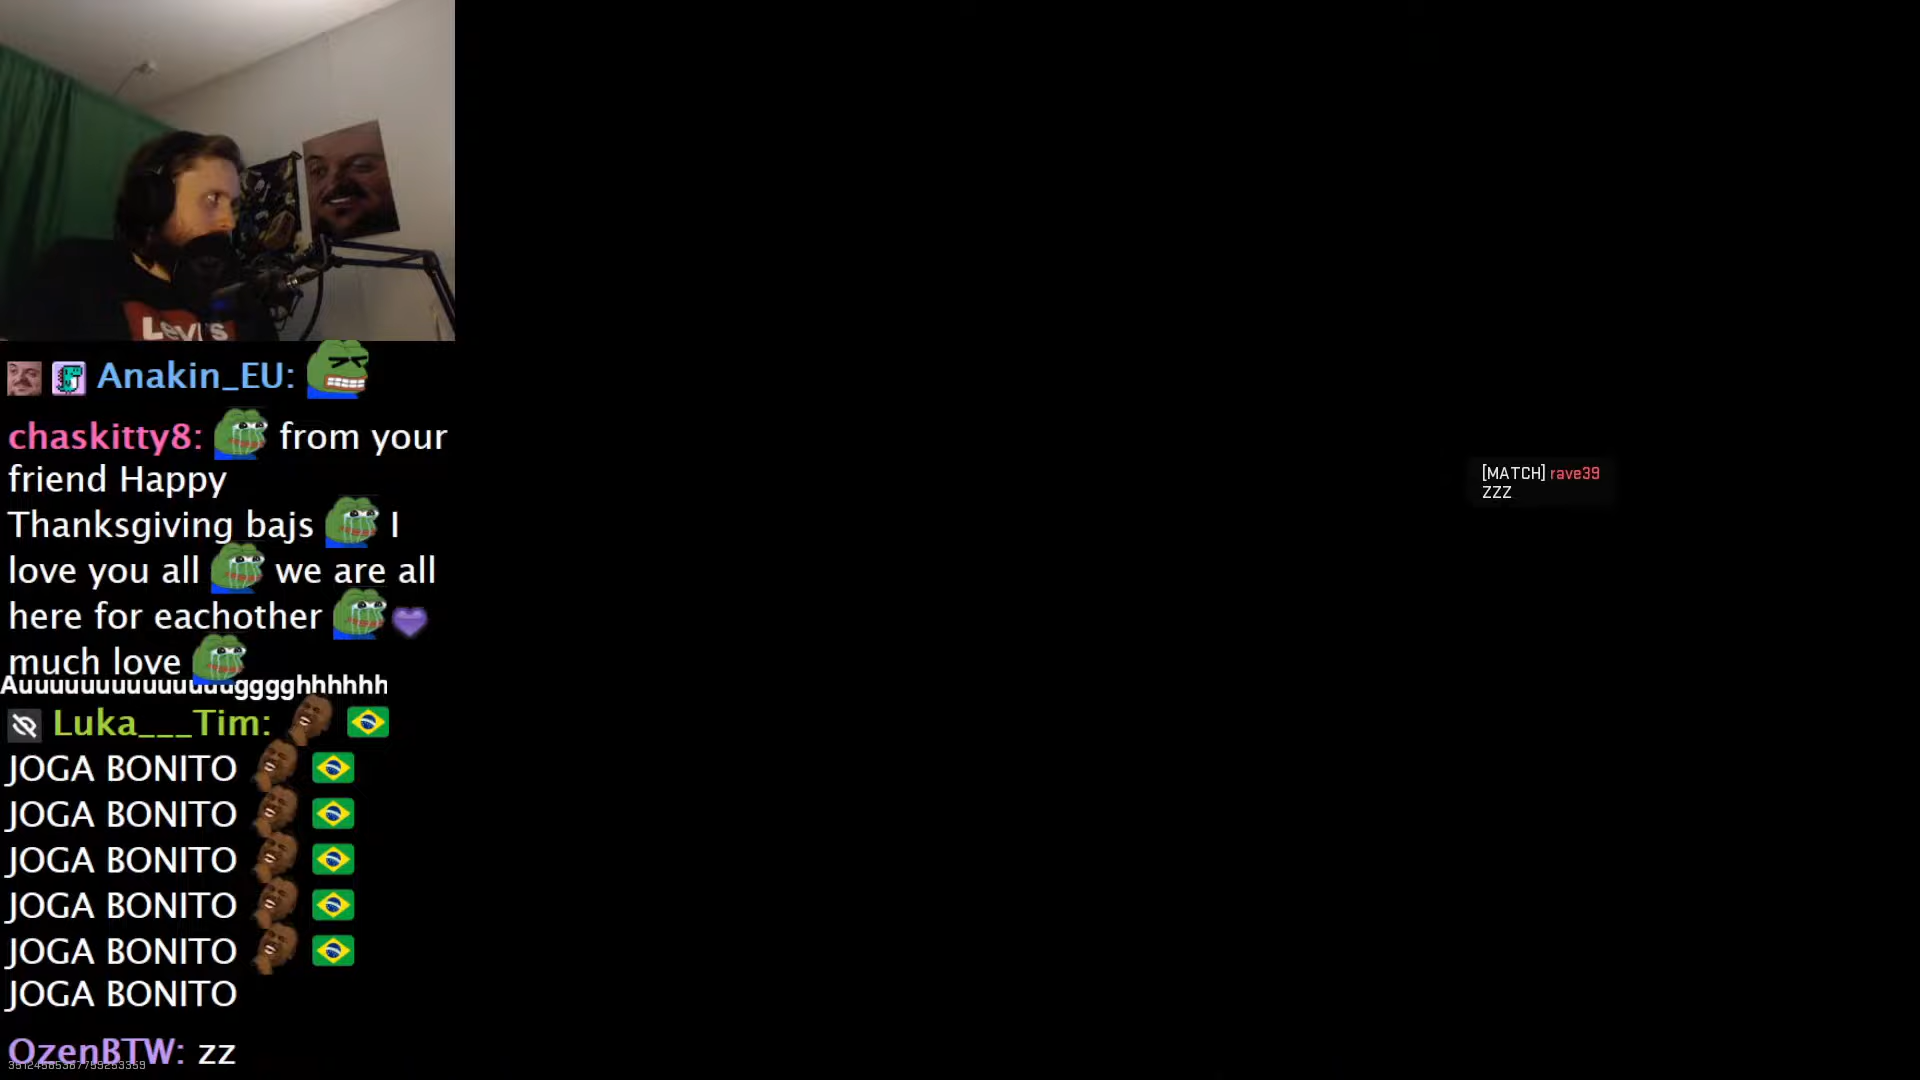 Levi's
Anakin_EU:
chaskitty8: from your
friend Happy
Thanksgiving bajs I
love you all we are all
here for eachother
much love
Auuuuuuuuuuuuuuugggghhhhhh
Luka___Tim:
JOGA BONITO
JOGA BONITO
JOGA BONITO
JOGA BONITO
JOGA BONITO
JOGA BONITO
OzenBTW: zz
[MATCH] rave39
ZZZ